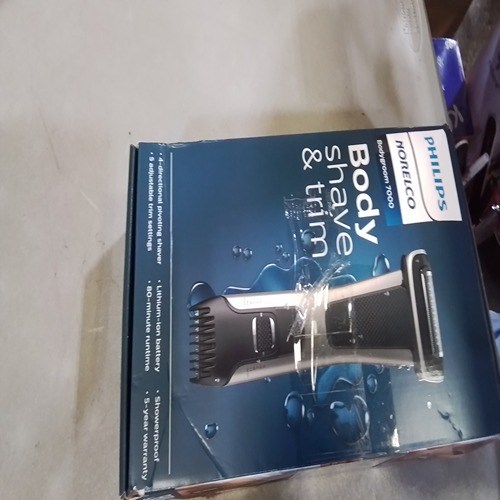 PHILIPS
NORELCO
Bodygroom 7000
Body
shave
& trim
• 4-directional pivoting shaver
• 5 adjustable trim settings
• Lithium-ion battery
• 80-minute runtime
• Showerproof
• 5-year warranty